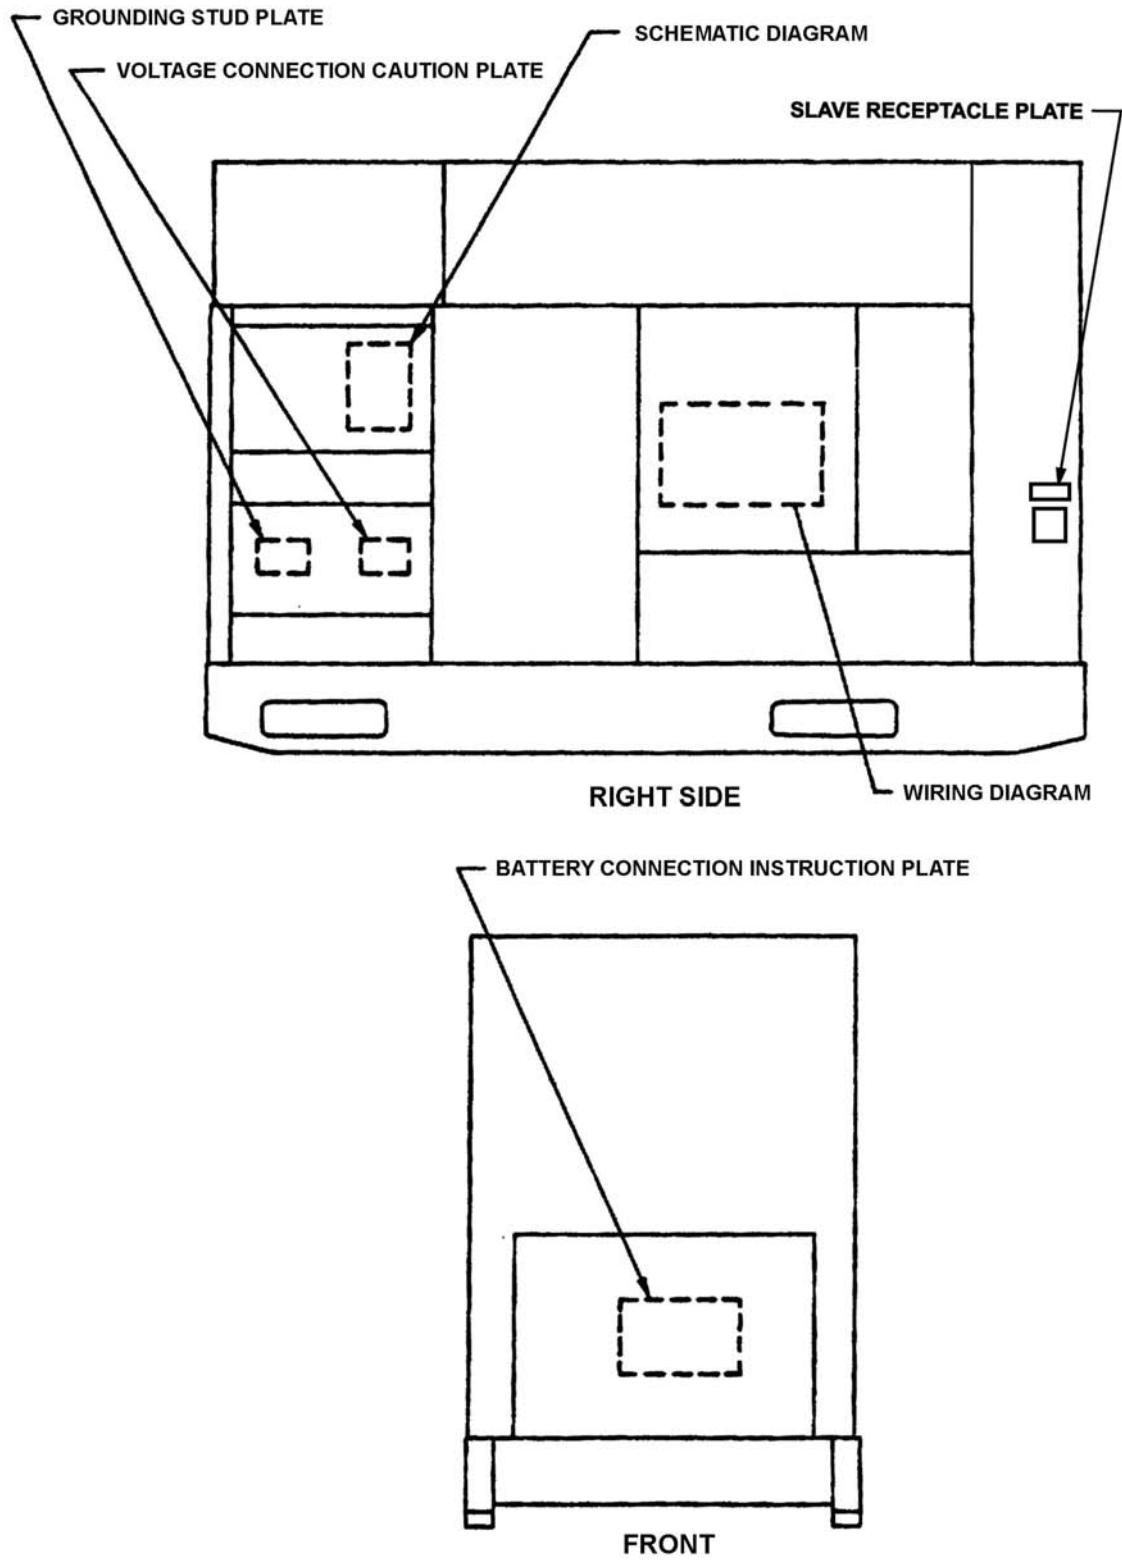 GROUNDING STUD PLATE
SCHEMATIC DIAGRAM
VOLTAGE CONNECTION CAUTION PLATE
SLAVE RECEPTACLE PLATE
RIGHT SIDE
WIRING DIAGRAM
BATTERY CONNECTION INSTRUCTION PLATE
FRONT